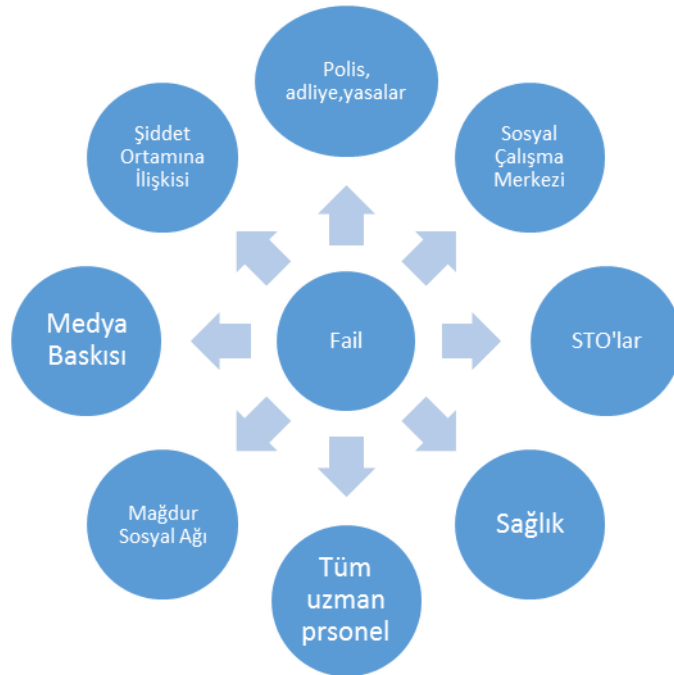 Polis,
adliye,yasalar
Sosyal
Çalışma
Merkezi
STO'lar
Sağlık
Tüm
uzman
prsonel
Mağdur
Sosyal Ağı
Medya
Baskısı
Şiddet
Ortamına
İlişkisi
Fail